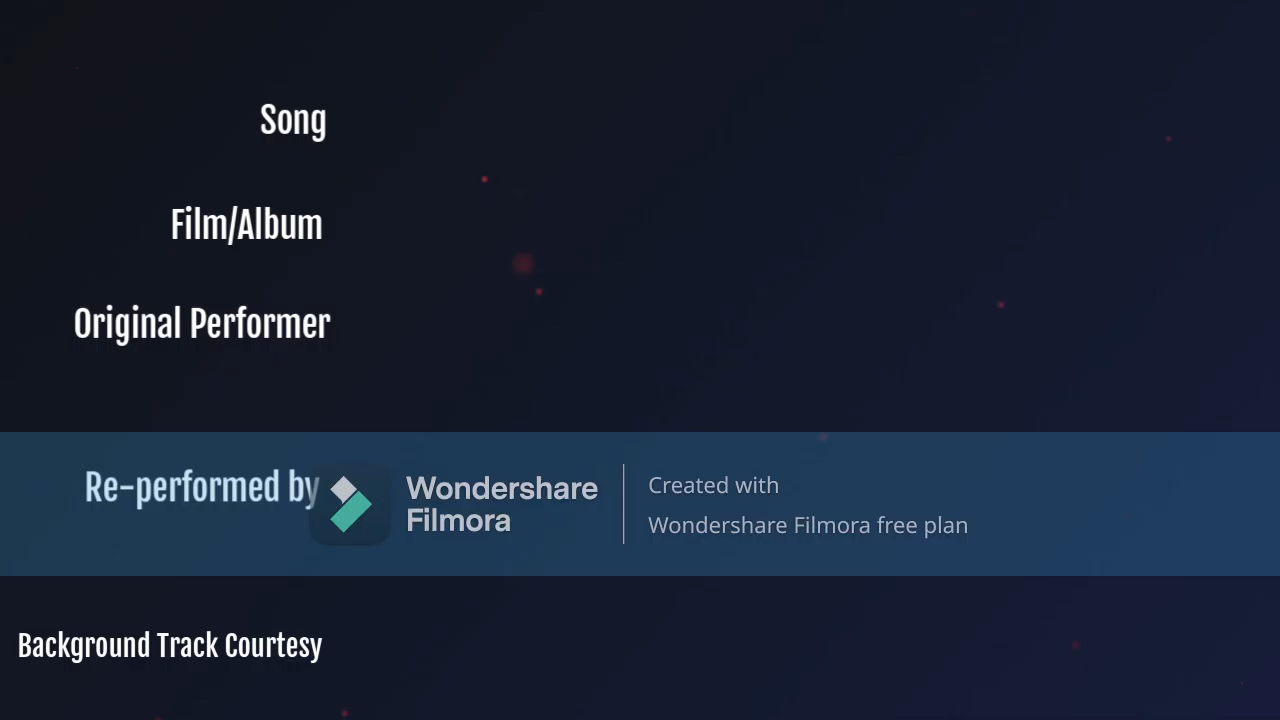 Song
Film/Album
Original Performer
Re-performed by
Wondershare
Filmora
Created with
Wondershare Filmora free plan
Background Track Courtesy